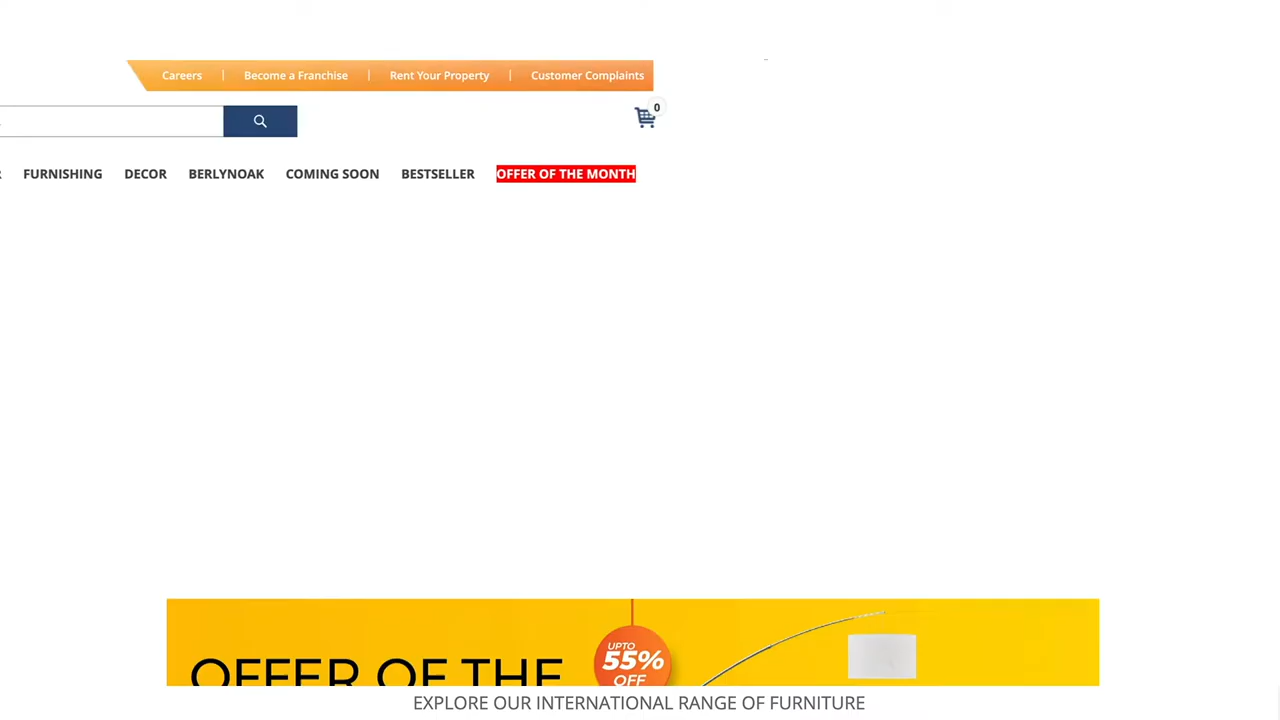 Careers | Become a Franchise | Rent Your Property | Customer Complaints
0
FURNISHING DECOR BERLYNOAK COMING SOON BESTSELLER OFFER OF THE MONTH
UPTO
55%
OFF
OFFER OF THE
EXPLORE OUR INTERNATIONAL RANGE OF FURNITURE